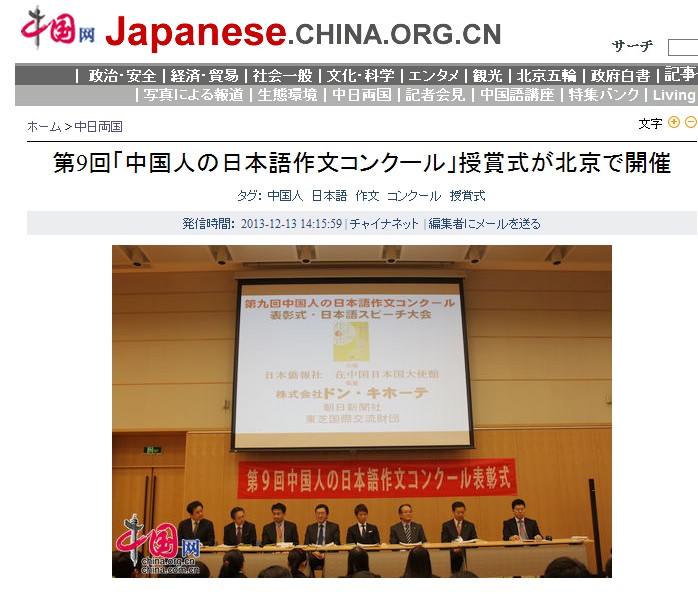 中国网 Japanese.CHINA.ORG.CN
サーチ
| 政治・安全 | 経済・貿易 | 社会一般 | 文化・科学 | エンタメ | 観光 | 北京五輪 | 政府白書 | 記事
| 写真による報道 | 生態環境 | 中日両国 | 記者会見 | 中国語講座 | 特集バンク | Living
ホーム > 中日両国
文字
第9回「中国人の日本語作文コンクール」授賞式が北京で開催
タグ: 中国人 日本語 作文 コンクール 授賞式
発信時間: 2013-12-13 14:15:59 | チャイナネット | 編集者にメールを送る
第九回中国人の日本語作文コンクール
表彰式・日本語スピーチ大会
日本僑報社 在中国日本国大使館
株式会社ドン・キホーテ
朝日新聞社
東芝国際交流財団
第9回中国人の日本語作文コンクール表彰式
中国网
china.org.cn
china.com.cn